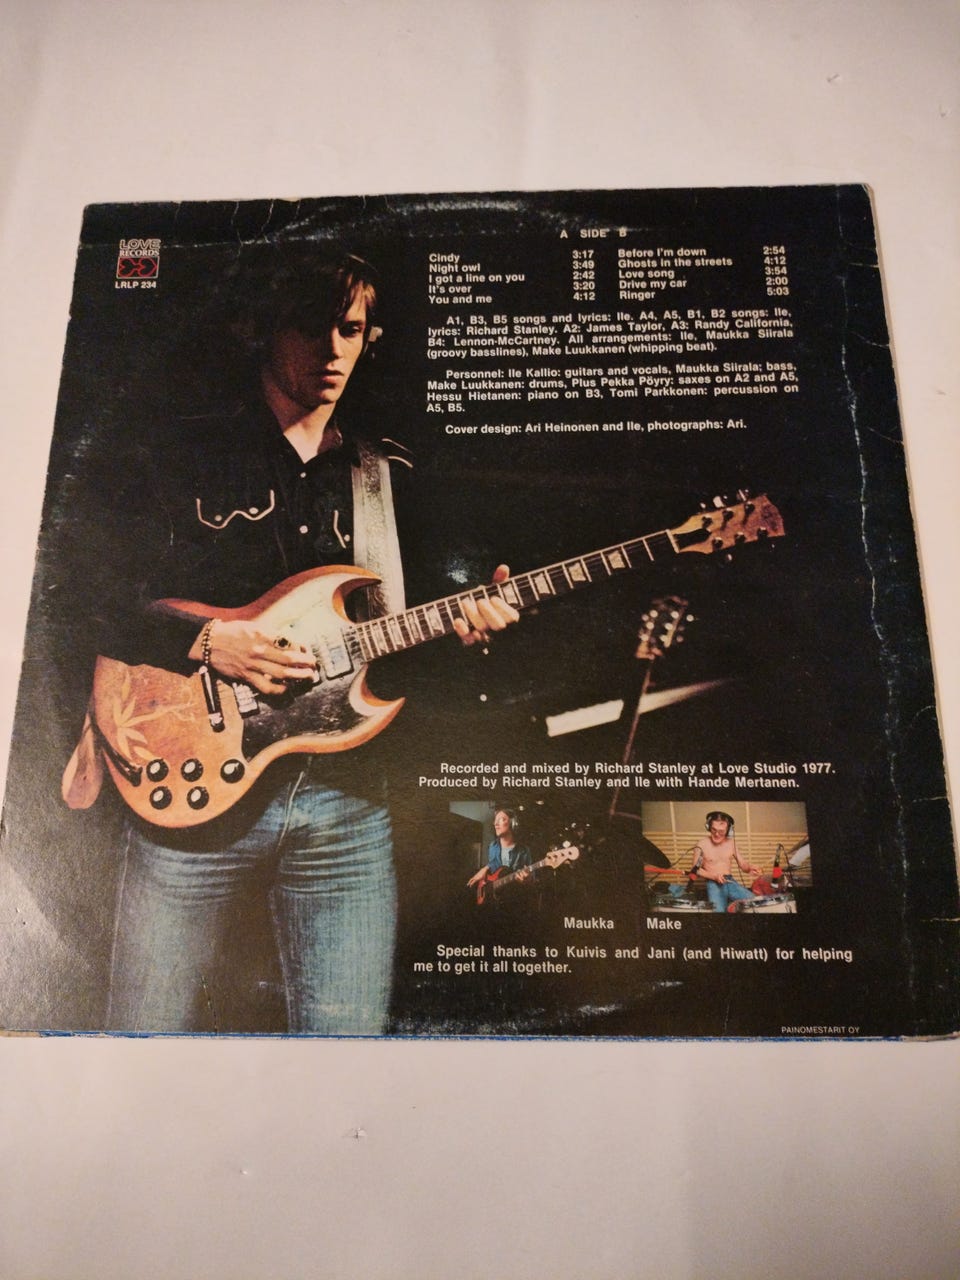 LOVE
RECORDS
LRLP 234
A SIDE B
Cindy 3:17
Night owl 3:49
I got a line on you 2:42
It's over 3:20
You and me 4:12
Before I'm down 2:54
Ghosts in the streets 4:12
Love song 3:54
Drive my car 2:00
Ringer 5:03
A1, B3, B5 songs and lyrics: Ile. A4, A5, B1, B2 songs: Ile,
lyrics: Richard Stanley. A2: James Taylor, A3: Randy California,
B4: Lennon-McCartney. All arrangements: Ile, Maukka Siirala
(groovy basslines), Make Luukkanen (whipping beat).
Personnel: Ile Kallio: guitars and vocals, Maukka Siirala: bass,
Make Luukkanen: drums, Plus Pekka Pöyry: saxes on A2 and A5,
Hessu Hietanen: piano on B3, Tomi Parkkonen: percussion on
A5, B5.
Cover design: Ari Heinonen and Ile, photographs: Ari.
Recorded and mixed by Richard Stanley at Love Studio 1977.
Produced by Richard Stanley and Ile with Hande Mertanen.
Maukka Make
Special thanks to Kuivis and Jani (and Hiwatt) for helping
me to get it all together.
PAINOMESTARIT OY